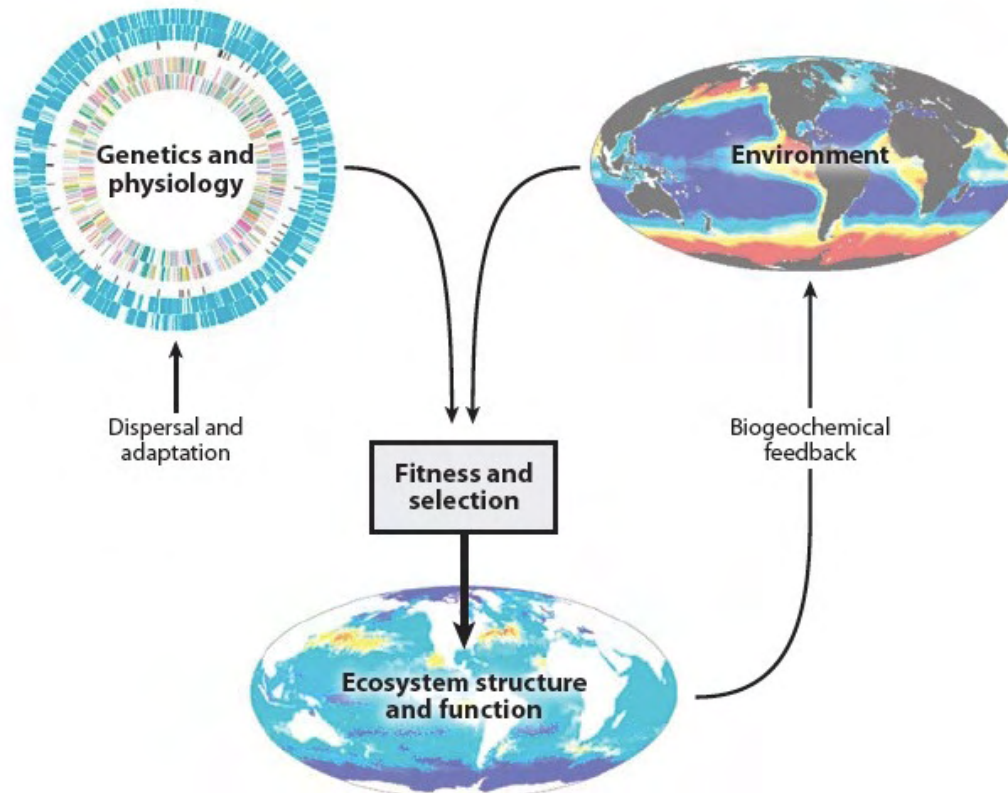 Genetics and
physiology
Environment
Dispersal and
adaptation
Biogeochemical
feedback
Fitness and
selection
Ecosystem structure
and function